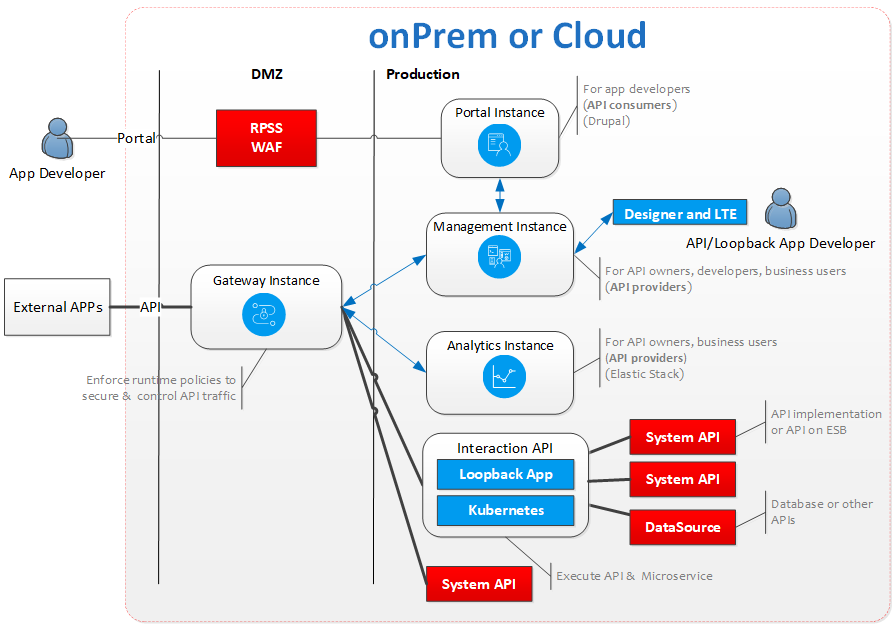 onPrem or Cloud
DMZ
Production
For app developers
(API consumers)
(Drupal)
Portal Instance
RPSS
WAF
Portal
App Developer
Designer and LTE
Management Instance
API/Loopback App Developer
For API owners, developers, business users
(API providers)
Gateway Instance
External APPs
API
Analytics Instance
For API owners, business users
(API providers)
(Elastic Stack)
Enforce runtime policies to
secure & control API traffic
API implementation
or API on ESB
System API
Interaction API
Loopback App
System API
Kubernetes
Database or other
APIs
DataSource
Execute API & Microservice
System API